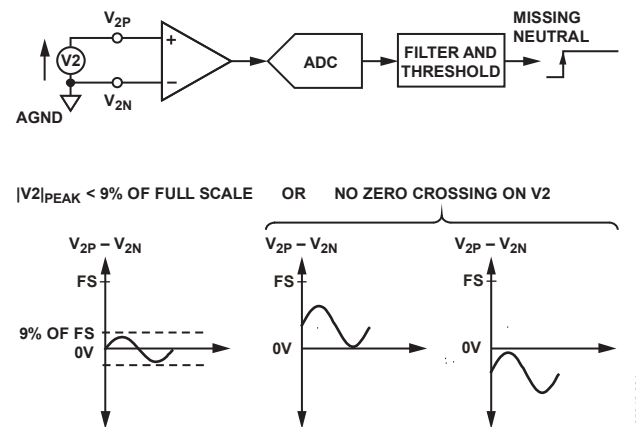 V2P
V2
V2N
AGND
+
−
ADC
FILTER AND
THRESHOLD
MISSING
NEUTRAL
|V2|PEAK < 9% OF FULL SCALE OR NO ZERO CROSSING ON V2
V2P – V2N
FS
9% OF FS
0V
V2P – V2N
FS
0V
V2P – V2N
FS
0V